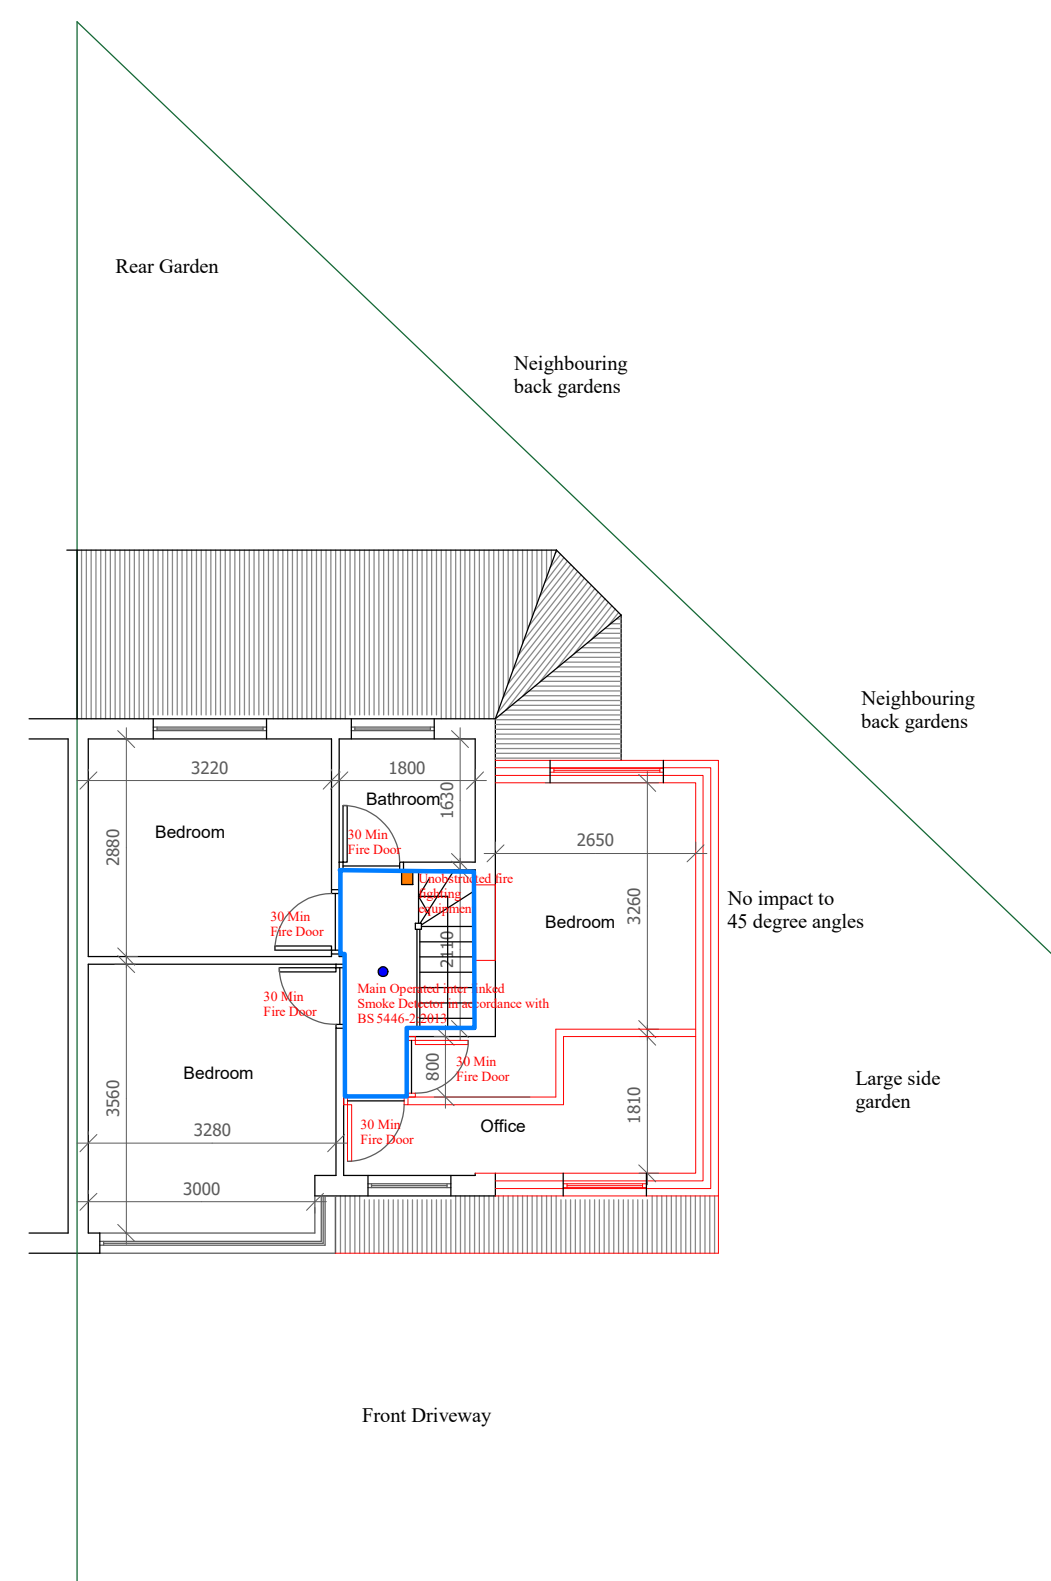 Rear Garden
Neighbouring
back gardens
Neighbouring
back gardens
3220
1800
1630
Bathroom
Bedroom
30 Min
Fire Door
2880
2650
Unobstructed fire
fighting
equipment
3260
No impact to
45 degree angles
30 Min
Fire Door
Bedroom
2110
Main Operated inter linked
Smoke Detector in accordance with
BS 5446-2 2013
30 Min
Fire Door
800
30 Min
Fire Door
Bedroom
3560
1810
Large side
garden
30 Min
Fire Door
Office
3280
3000
Front Driveway